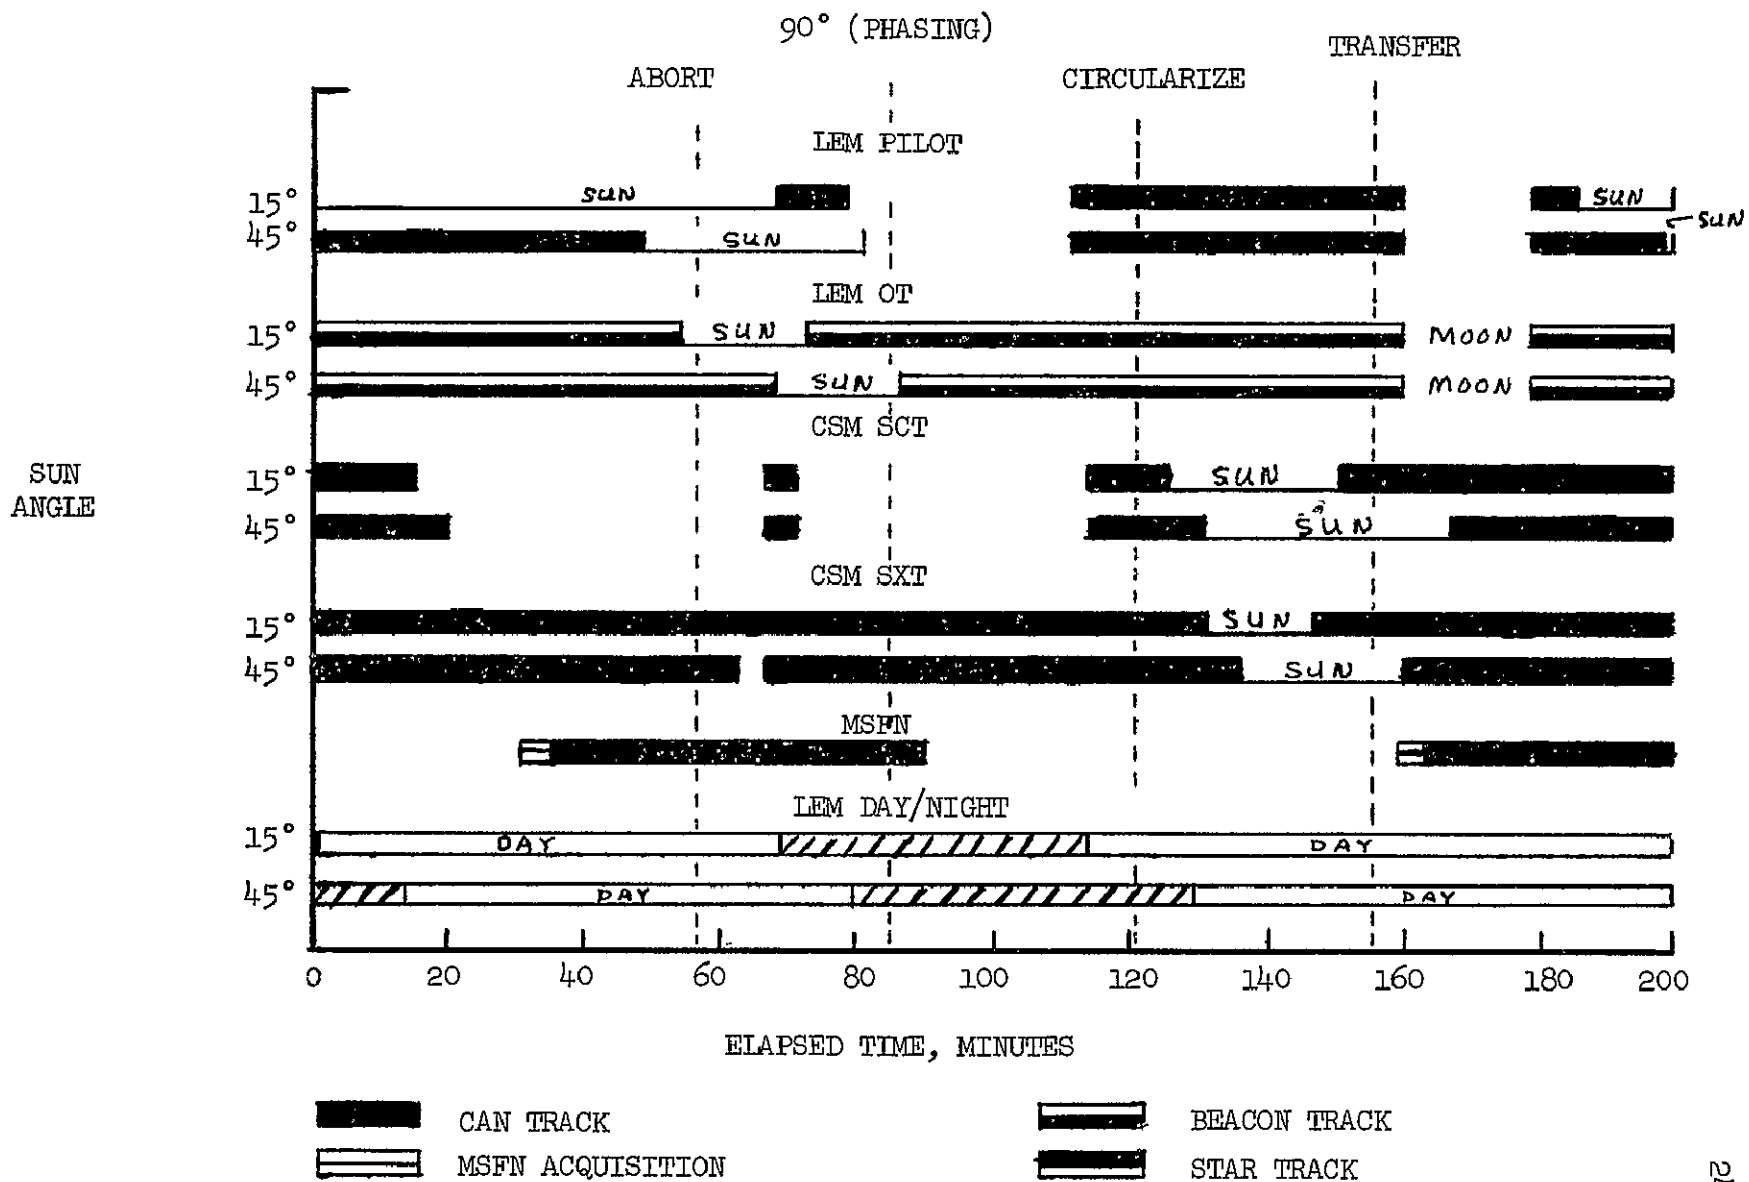 90° (PHASING)
TRANSFER
ABORT
CIRCULARIZE
LEM PILOT
15° SUN SUN
45° SUN SUN
LEM OT
15° SUN MOON
45° SUN MOON
CSM SCT
15° SUN
45° SUN
SUN
ANGLE
CSM SXT
15° SUN
45° SUN
MSFN
LEM DAY/NIGHT
15° DAY DAY
45° DAY DAY
0 20 40 60 80 100 120 140 160 180 200
ELAPSED TIME, MINUTES
CAN TRACK BEACON TRACK
MSFN ACQUISITION STAR TRACK